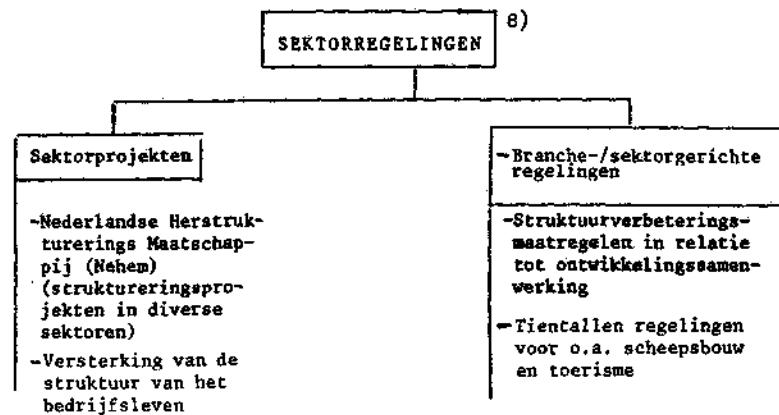 SEKTORREGELINGEN 8)
Sektorprojekten
-Nederlandse Herstruk-
turerings Maatschap-
pij (Nehem)
(struktureringsproj-
jekten in diverse
sektoren)
-Versterking van de
struktuur van het
bedrijfsleven
-Branche-/sektorgerichte
regelingen
-Struktuurverbeterings-
maatregelen in relatie
tot ontwikkelingssamen-
werking
-Tientallen regelingen
voor o.a. scheepsbouw
en toerisme